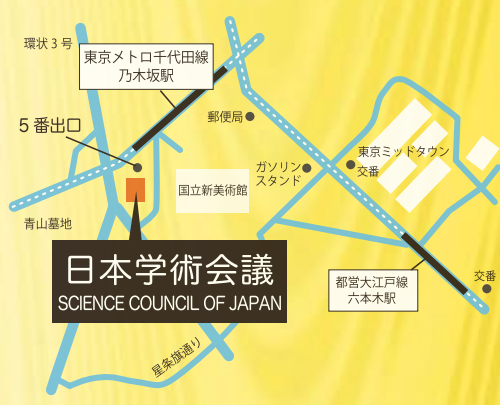 環状3号
東京メトロ千代田線
乃木坂駅
5番出口
郵便局
ガソリン
スタンド
東京ミッドタウン
交番
国立新美術館
青山墓地
日本学術会議
SCIENCE COUNCIL OF JAPAN
都営大江戸線
六本木駅
交番
星条旗通り